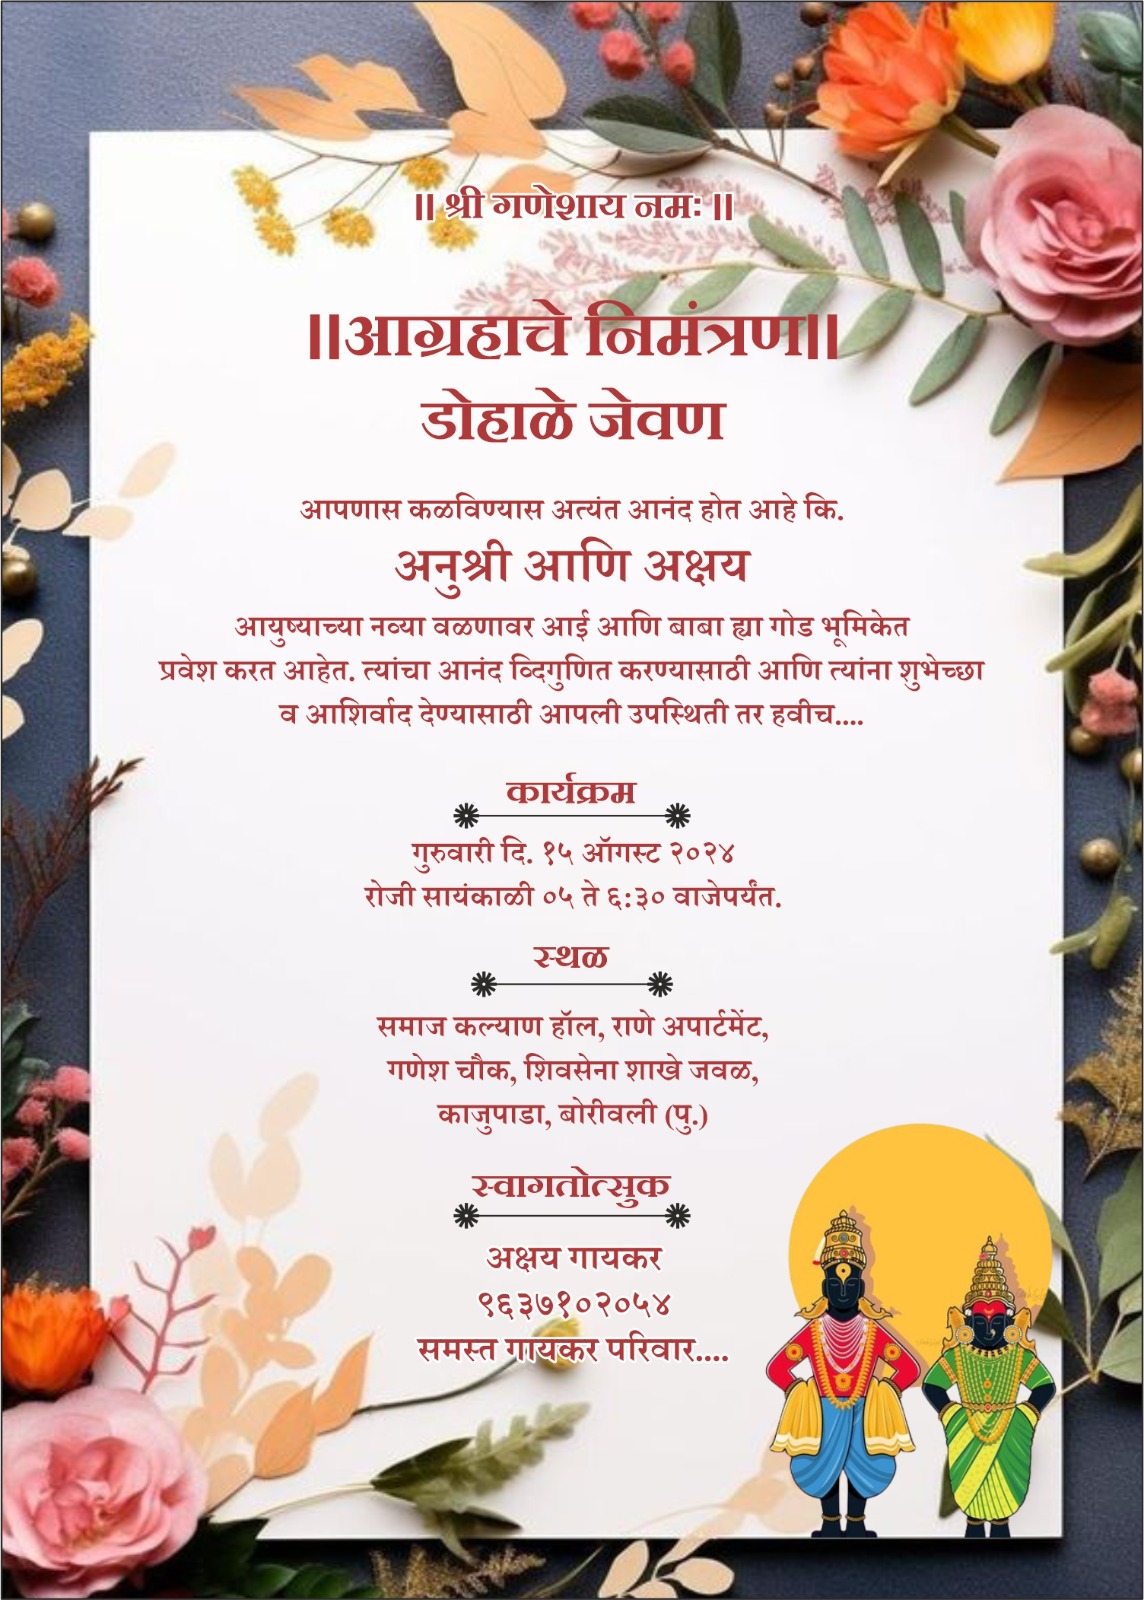 || श्री गणेशाय नमः ||
||आग्रहाचे निमंत्रण||
डोहाळे जेवण
आपणास कळविण्यास अत्यंत आनंद होत आहे कि.
अनुश्री आणि अक्षय
आयुष्याच्या नव्या वळणावर आई आणि बाबा ह्या गोड भूमिकेत
प्रवेश करत आहेत. त्यांचा आनंद व्दिगुणित करण्यासाठी आणि त्यांना शुभेच्छा
व आशिर्वाद देण्यासाठी आपली उपस्थिती तर हवीच....
कार्यक्रम
गुरुवारी दि. १५ ऑगस्ट २०२४
रोजी सायंकाळी ०५ ते ६:३० वाजेपर्यंत.
स्थळ
समाज कल्याण हॉल, राणे अपार्टमेंट,
गणेश चौक, शिवसेना शाखे जवळ,
काजुपाडा, बोरीवली (पु.)
स्वागतोत्सुक
अक्षय गायकर
९६३७१०२०५४
समस्त गायकर परिवार....